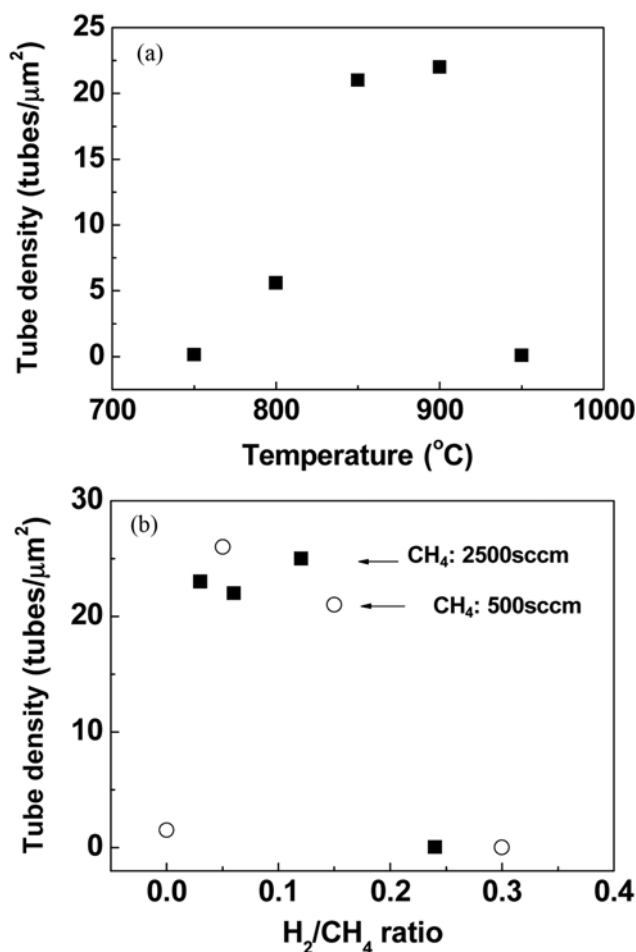 (a)
Tube density (tubes/μm²)
25
20
15
10
5
0
700 800 900 1000
Temperature (°C)
(b)
Tube density (tubes/μm²)
30
20
10
0
CH₄: 2500sccm
CH₄: 500sccm
0.0 0.1 0.2 0.3 0.4
H₂/CH₄ ratio